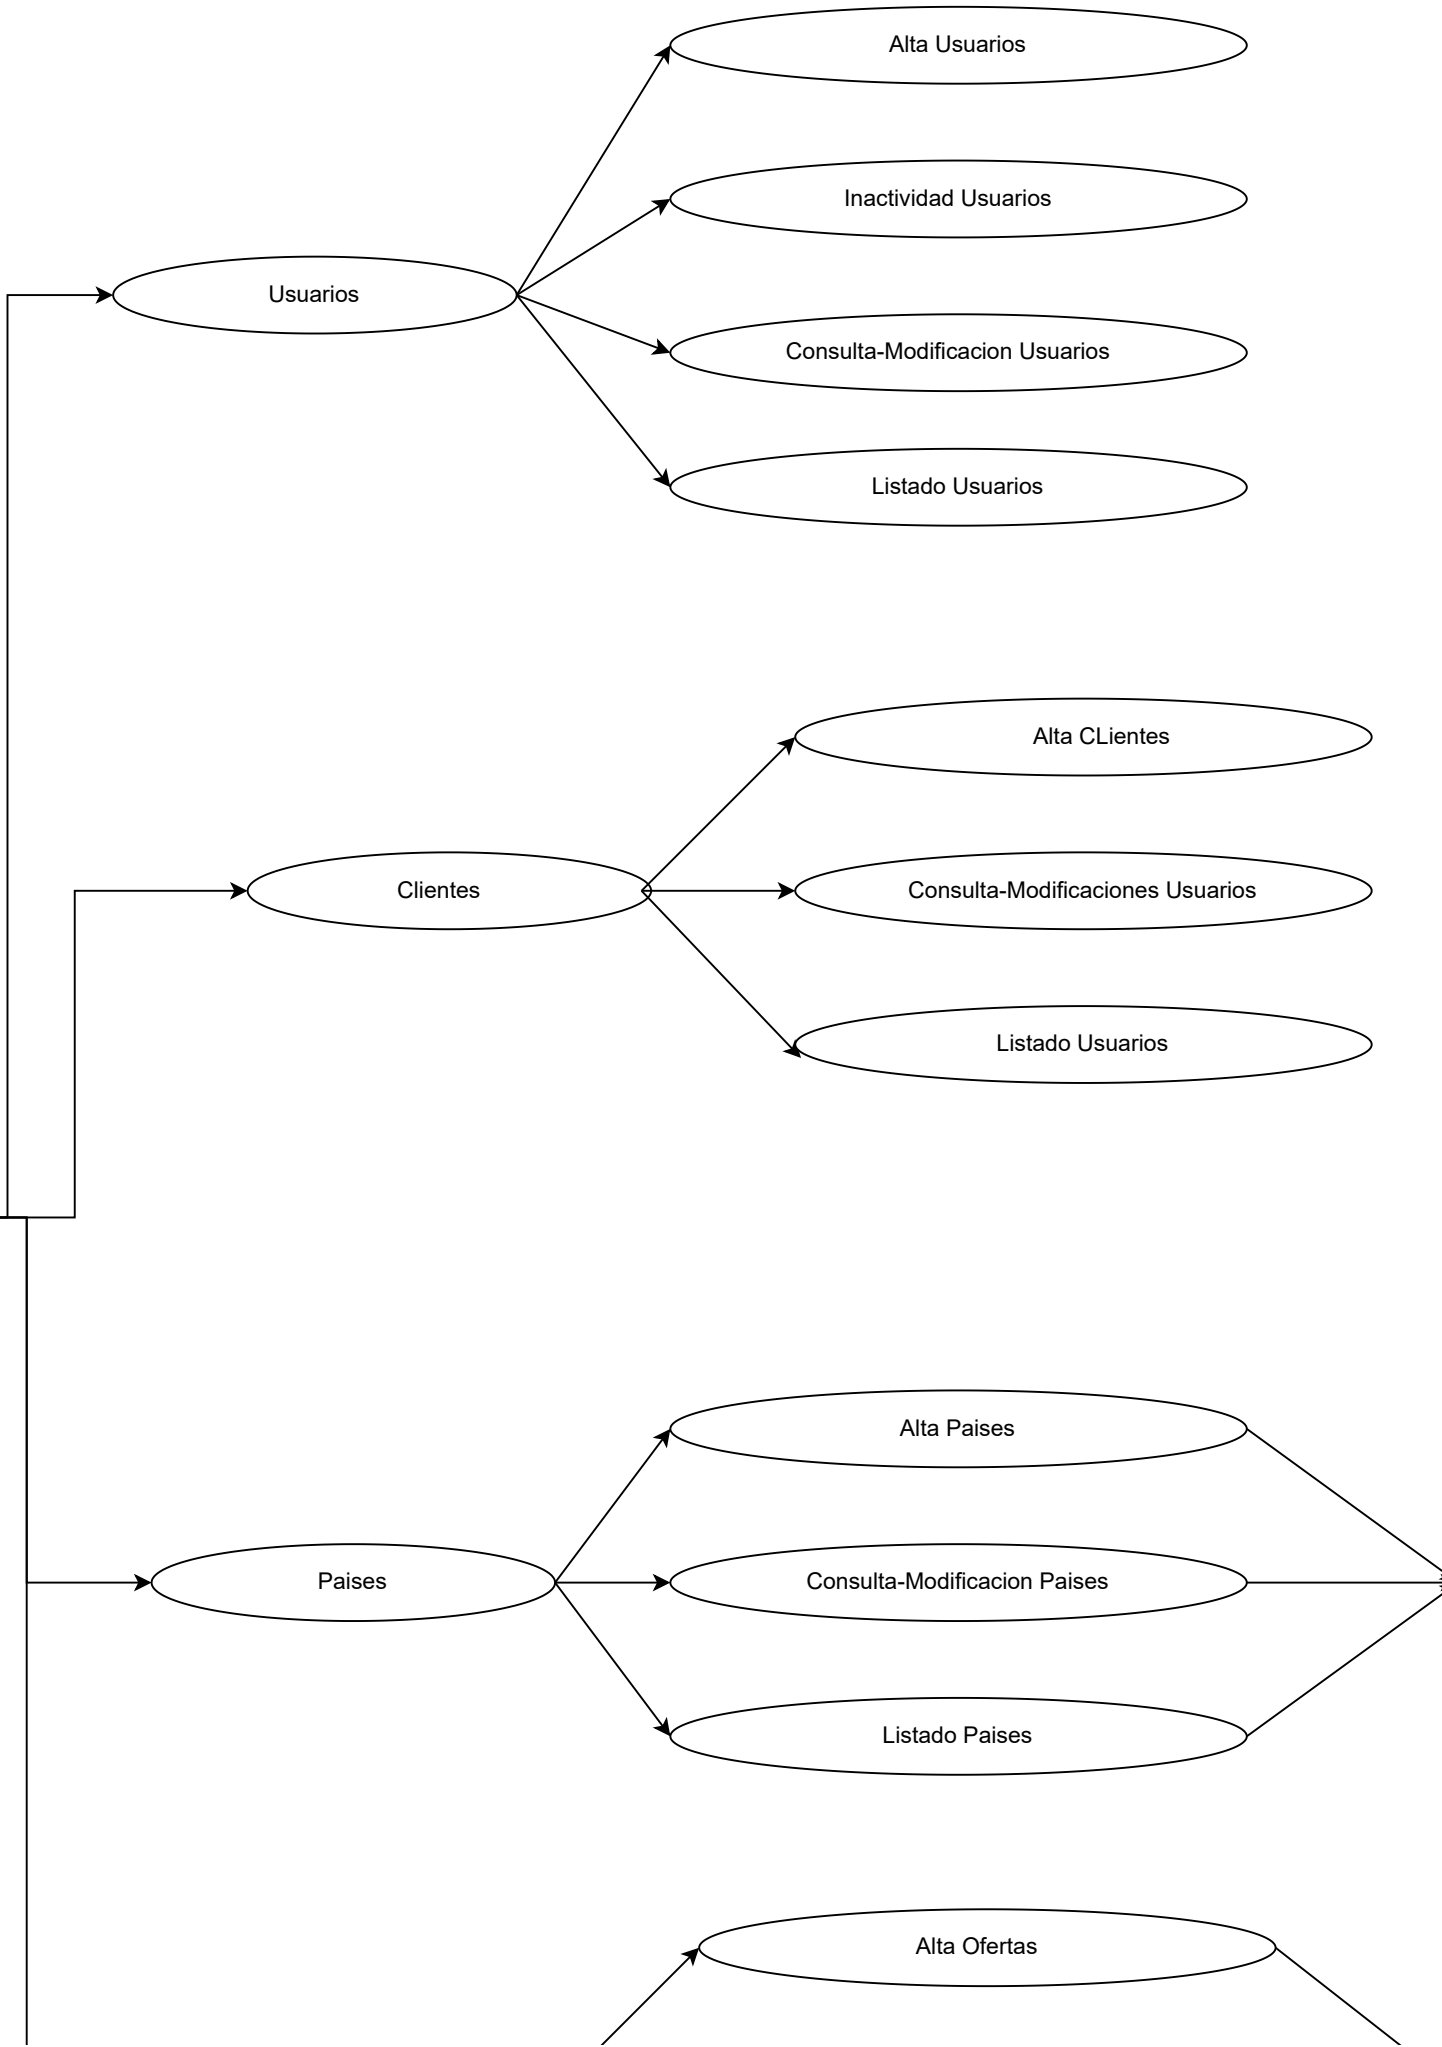 Alta Usuarios
Inactividad Usuarios
Usuarios
Consulta-Modificacion Usuarios
Listado Usuarios
Alta CLientes
Clientes
Consulta-Modificaciones Usuarios
Listado Usuarios
Alta Paises
Paises
Consulta-Modificacion Paises
Listado Paises
Alta Ofertas